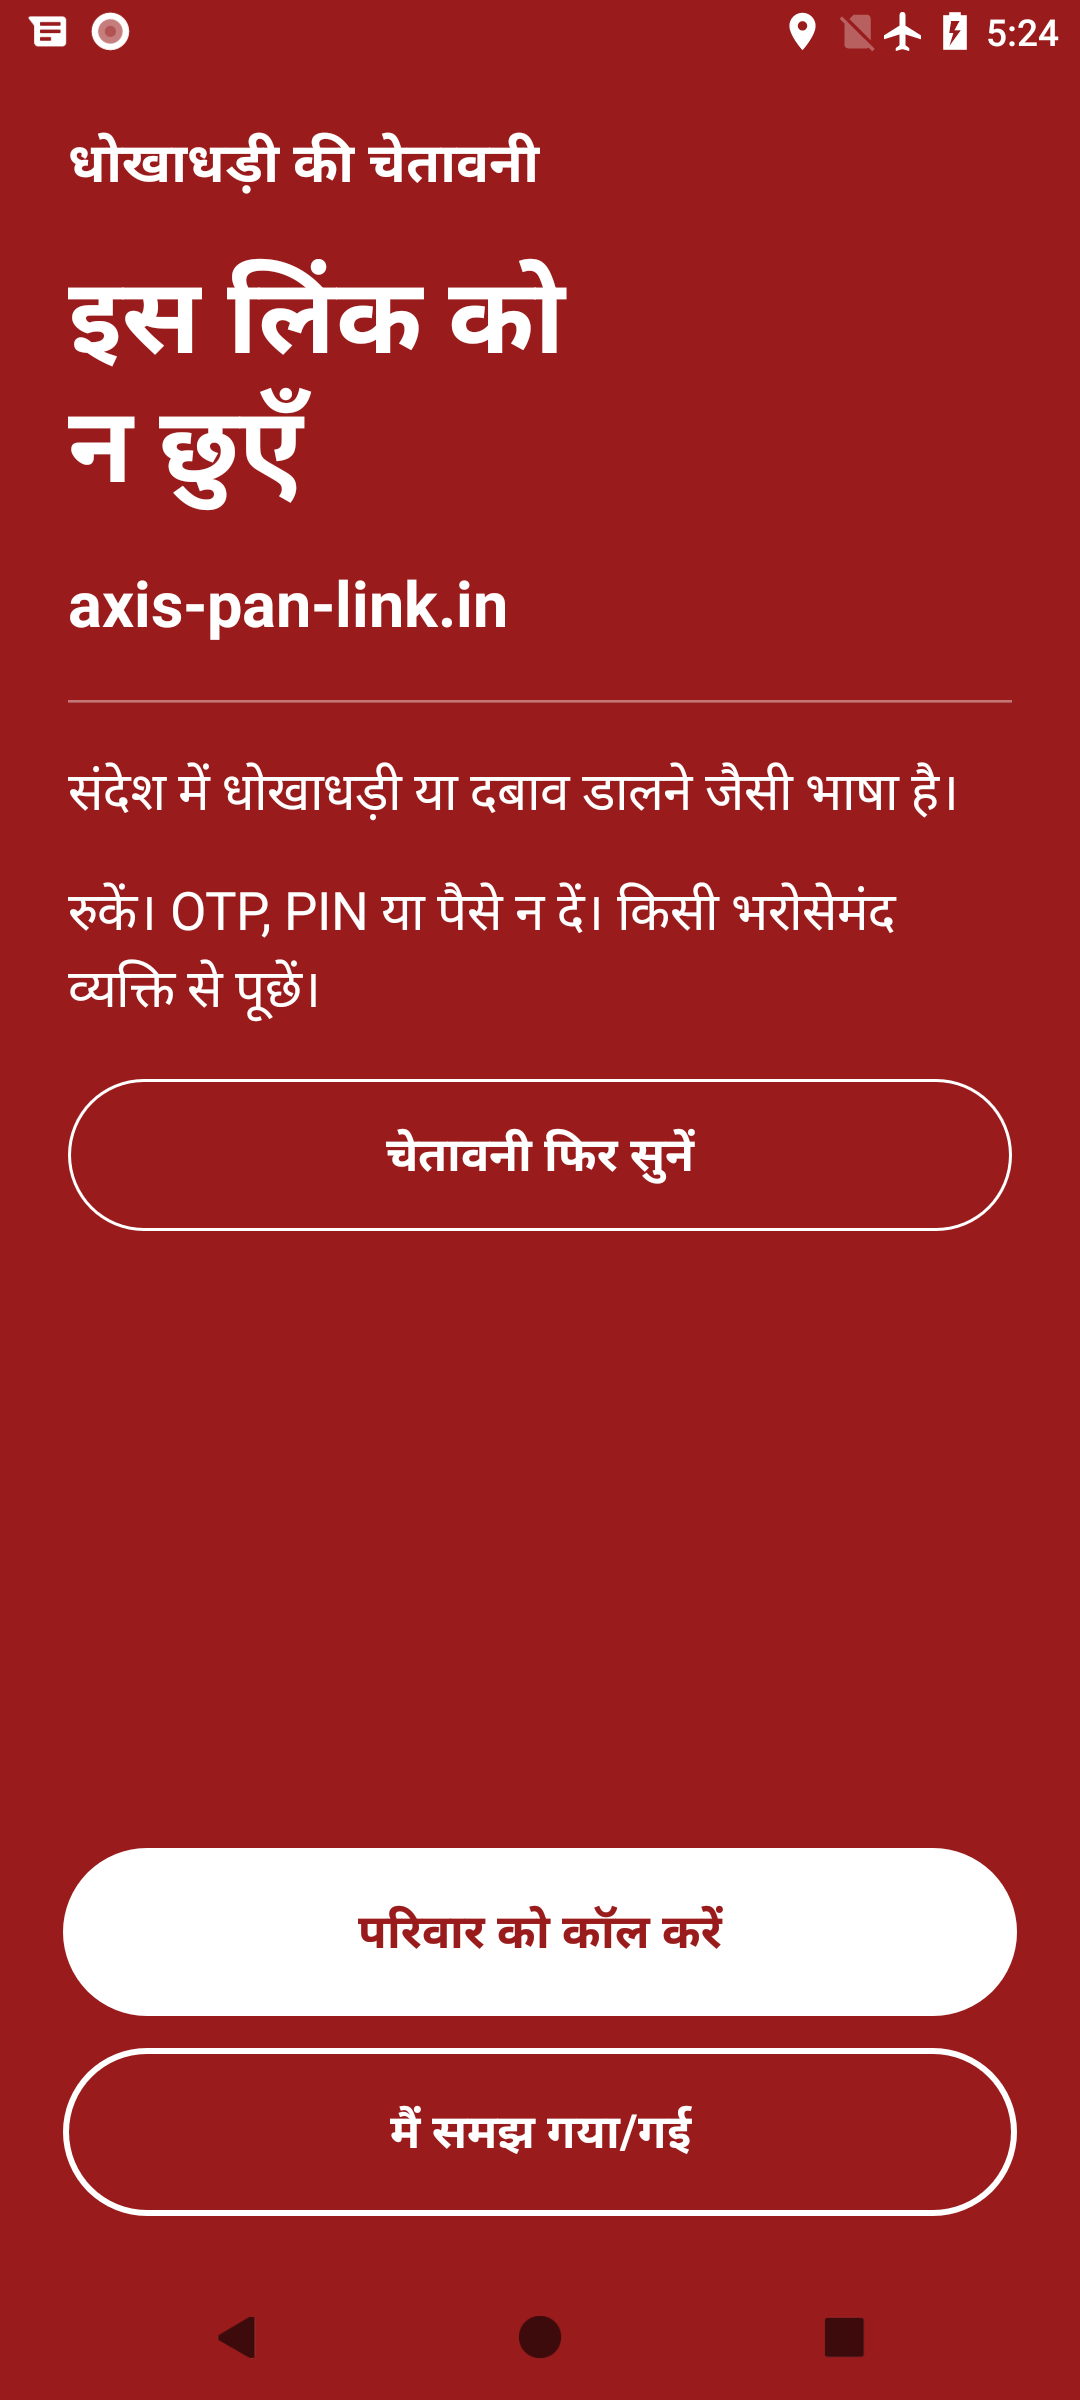 5:24
धोखाधड़ी की चेतावनी
इस लिंक को
न छुएँ
axis-pan-link.in
संदेश में धोखाधड़ी या दबाव डालने जैसी भाषा है।
रुकें। OTP, PIN या पैसे न दें। किसी भरोसेमंद
व्यक्ति से पूछें।
चेतावनी फिर सुनें
परिवार को कॉल करें
मैं समझ गया/गई